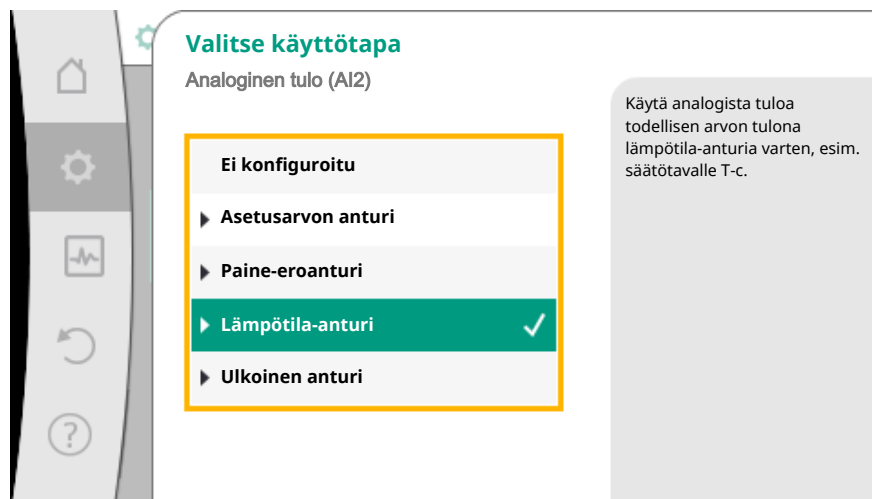 Valitse käyttötapa
Analoginen tulo (AI2)
Ei konfiguroitu
Asetusarvon anturi
Paine-eroanturi
Lämpötila-anturi
Ulkoinen anturi
Käytä analogista tuloa
todellisen arvon tulona
lämpötila-anturia varten, esim.
säätötavalle T-c.
?